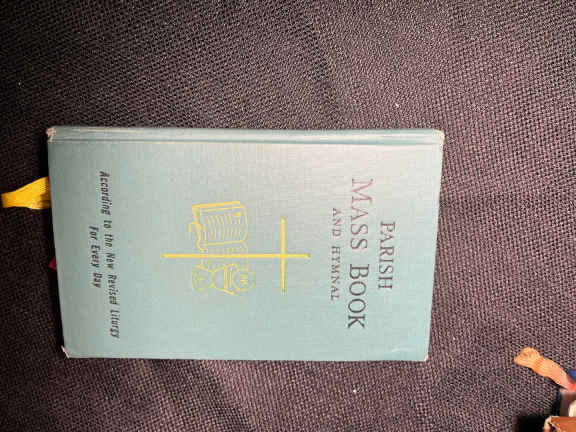 PARISH
MASS BOOK
AND HYMNAL
According to the New Revised Liturgy
For Every Day